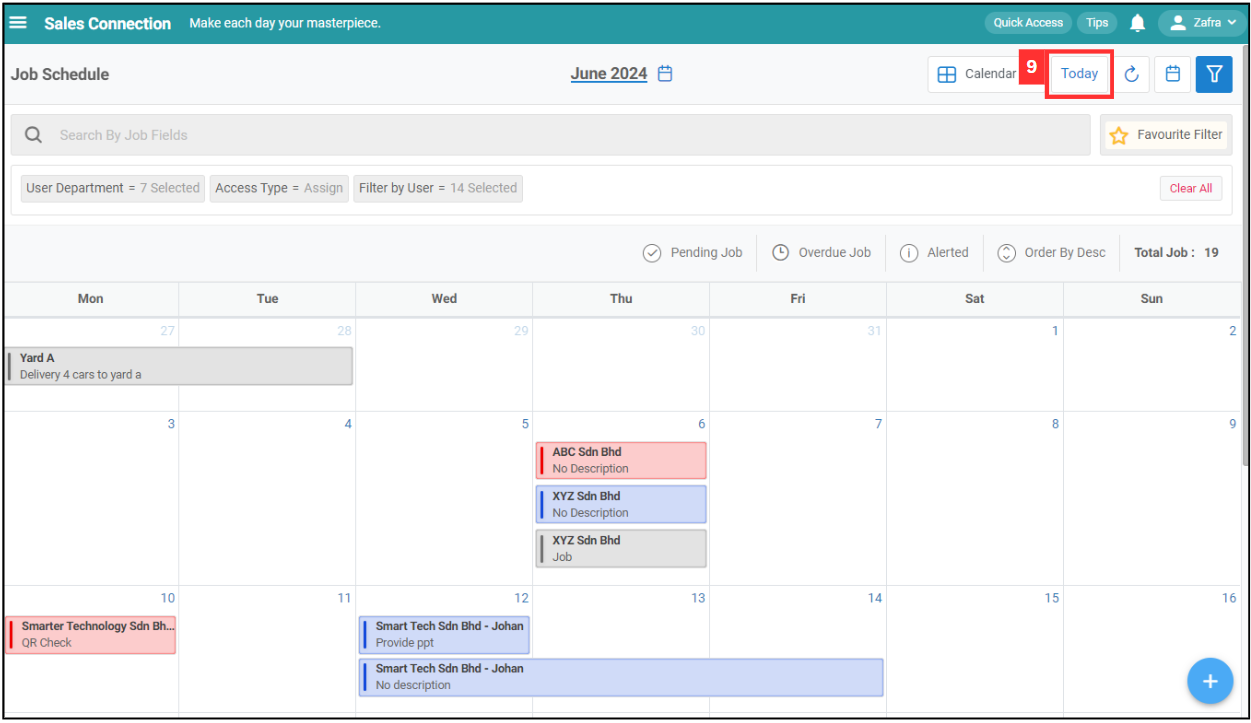 Sales Connection Make each day your masterpiece. Quick Access Tips Zafra
Job Schedule June 2024 Calendar 9 Today
Search By Job Fields Favourite Filter
User Department = 7 Selected Access Type = Assign Filter by User = 14 Selected Clear All
Pending Job Overdue Job Alerted Order By Desc Total Job : 19
Mon Tue Wed Thu Fri Sat Sun
27 28 29 30 31 1 2
Yard A
Delivery 4 cars to yard a
3 4 5 6 7 8 9
ABC Sdn Bhd
No Description
XYZ Sdn Bhd
No Description
XYZ Sdn Bhd
Job
10 11 12 13 14 15 16
Smarter Technology Sdn Bh... Smart Tech Sdn Bhd - Johan
QR Check Provide ppt
Smart Tech Sdn Bhd - Johan
No description